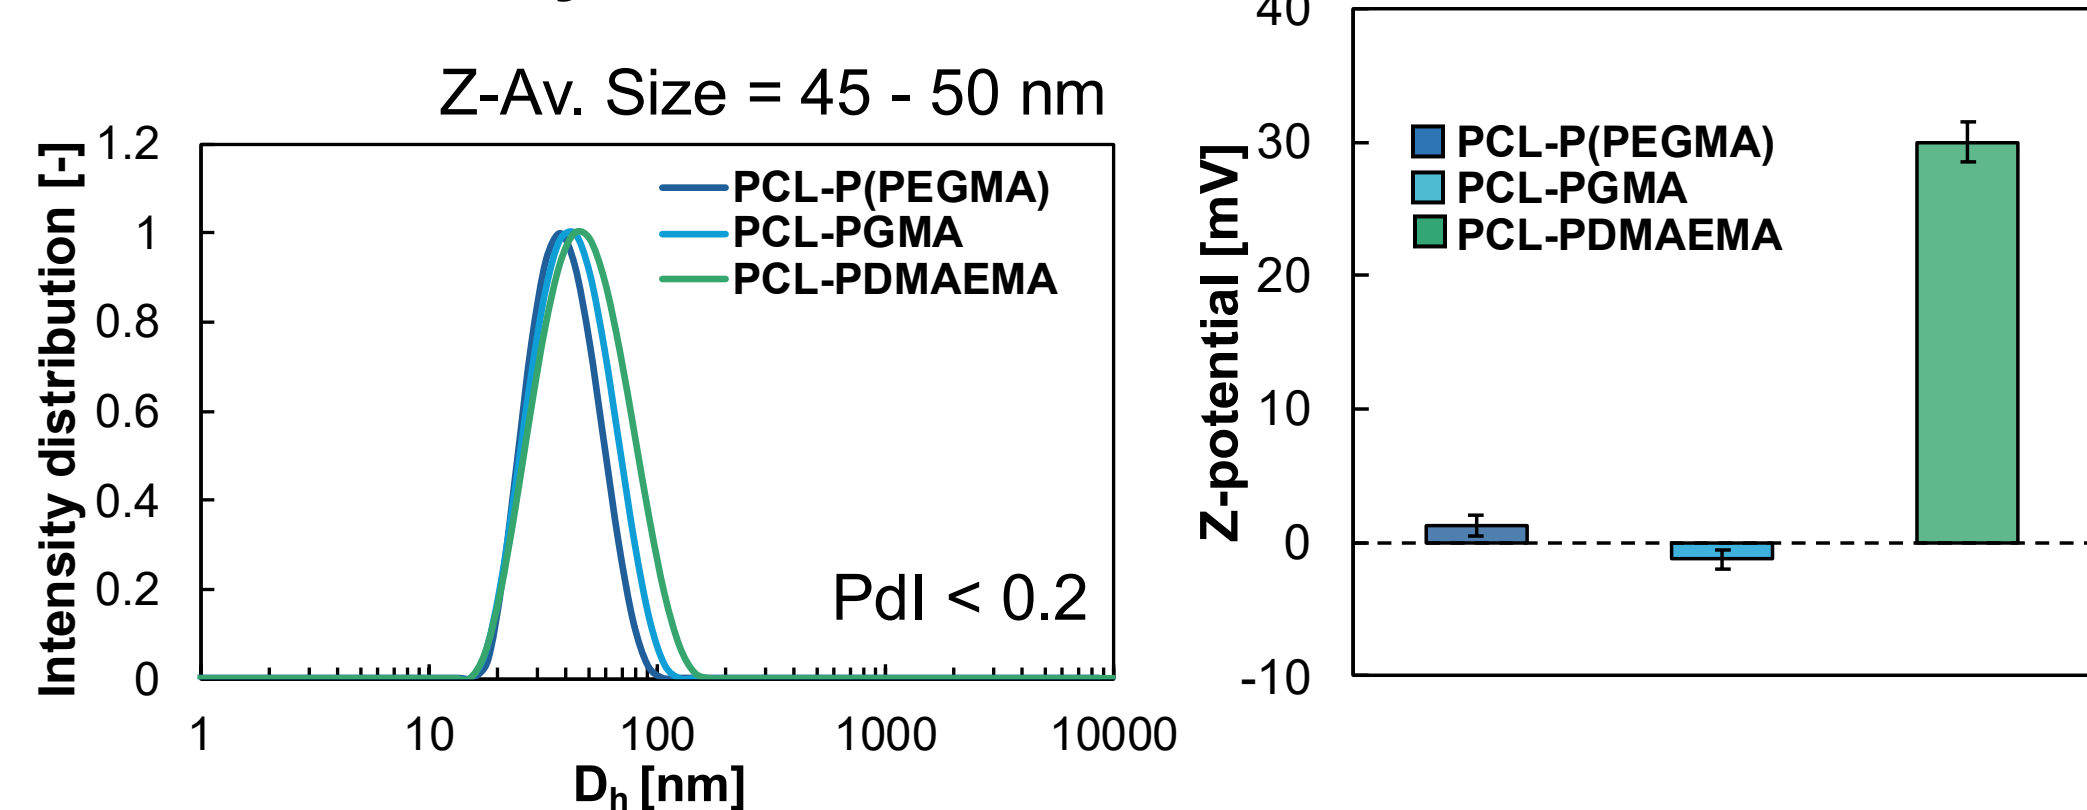 Z-Av. Size = 45 - 50 nm
Intensity distribution [-]
1.2
1
0.8
0.6
0.4
0.2
0
PCL-P(PEGMA)
PCL-PGMA
PCL-PDMAEMA
PdI < 0.2
1 10 100 1000 10000
Dₕ [nm]
Z-potential [mV]
40
30
20
10
0
-10
PCL-P(PEGMA)
PCL-PGMA
PCL-PDMAEMA